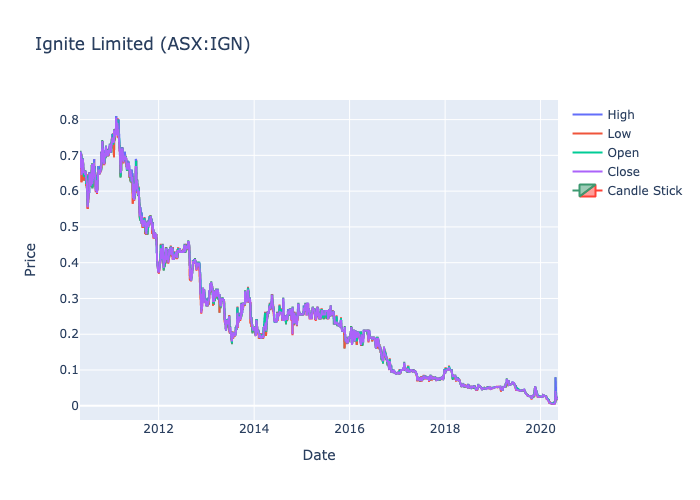 Ignite Limited (ASX:IGN)
High
Low
Open
Close
Candle Stick
0.8
0.7
0.6
0.5
0.4
0.3
0.2
0.1
0
Price
2012
2014
2016
2018
2020
Date